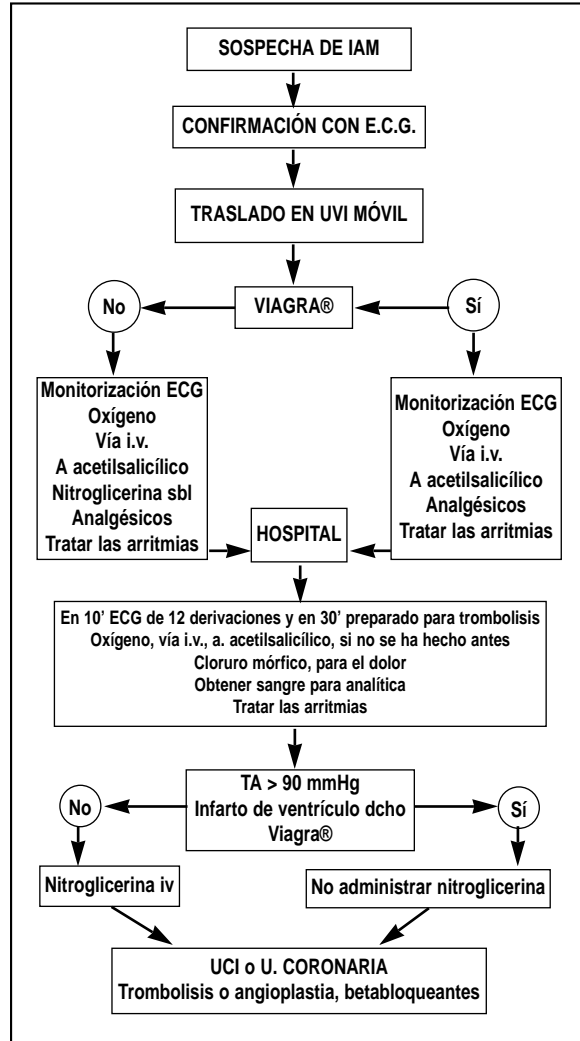 SOSPECHA DE IAM
CONFIRMACIÓN CON E.C.G.
TRASLADO EN UVI MÓVIL
No
VIAGRA®
Sí
Monitorización ECG
Oxígeno
Vía i.v.
A acetilsalicílico
Nitroglicerina sbl
Analgésicos
Tratar las arritmias
Monitorización ECG
Oxígeno
Vía i.v.
A acetilsalicílico
Analgésicos
Tratar las arritmias
HOSPITAL
En 10’ ECG de 12 derivaciones y en 30’ preparado para trombolisis
Oxígeno, vía i.v., a. acetilsalicílico, si no se ha hecho antes
Cloruro mórfico, para el dolor
Obtener sangre para analítica
Tratar las arritmias
No
TA > 90 mmHg
Infarto de ventrículo dcho
Viagra®
Sí
Nitroglicerina iv
No administrar nitroglicerina
UCI o U. CORONARIA
Trombolisis o angioplastia, betabloqueantes